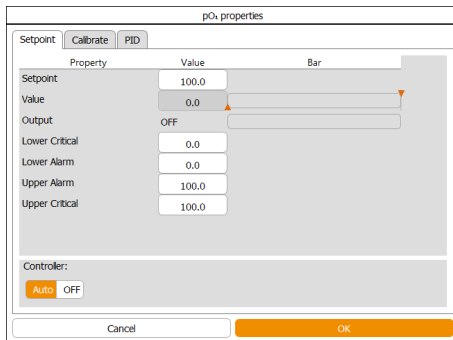 pO₂ properties
Setpoint Calibrate PID
Property Value Bar
Setpoint 100.0
Value 0.0
Output OFF
Lower Critical 0.0
Lower Alarm 0.0
Upper Alarm 100.0
Upper Critical 100.0
Controller:
Auto OFF
Cancel OK